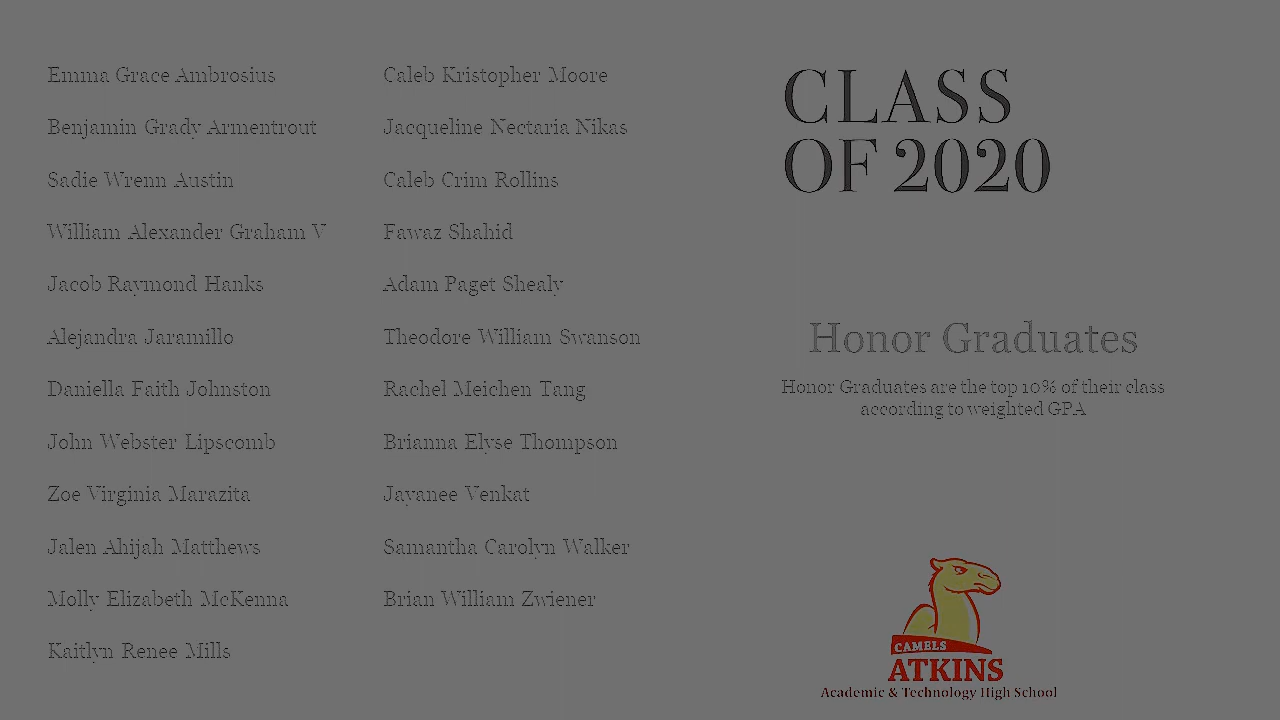 Emma Grace Ambrosius
Benjamin Grady Armentrout
Sadie Wrenn Austin
William Alexander Graham V
Jacob Raymond Hanks
Alejandra Jaramillo
Daniella Faith Johnston
John Webster Lipscomb
Zoe Virginia Marazita
Jalen Ahijah Matthews
Molly Elizabeth McKenna
Kaitlyn Renee Mills
Caleb Kristopher Moore
Jacqueline Nectaria Nikas
Caleb Crim Rollins
Fawaz Shahid
Adam Paget Shealy
Theodore William Swanson
Rachel Meichen Tang
Brianna Elyse Thompson
Jayanee Venkat
Samantha Carolyn Walker
Brian William Zwiener
CLASS
OF 2020
Honor Graduates
Honor Graduates are the top 10% of their class
according to weighted GPA
CAMELS
ATKINS
Academic & Technology High School